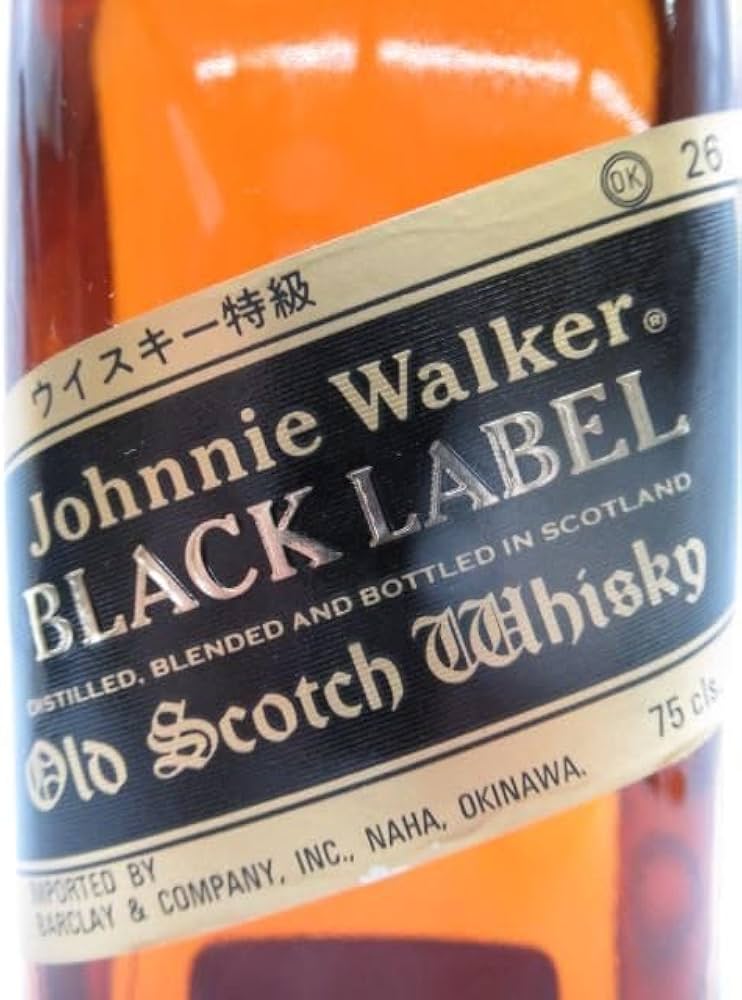 OK 26
ウイスキー特級
Johnnie Walker®
BLACK LABEL
DISTILLED, BLENDED AND BOTTLED IN SCOTLAND
Old Scotch Whisky
75 cls.
IMPORTED BY
BARCLAY & COMPANY, INC., NAHA, OKINAWA.